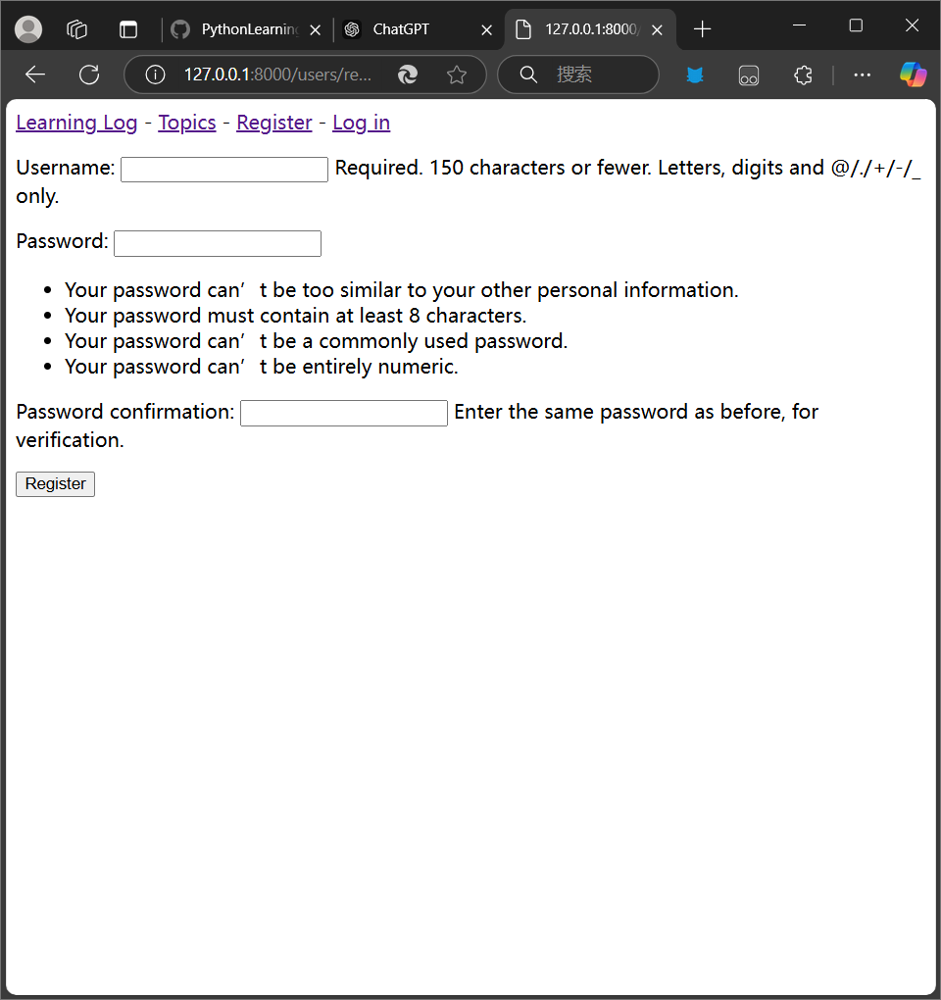 PythonLearning
ChatGPT
127.0.0.1:8000/
127.0.0.1:8000/users/re...
搜索
Learning Log - Topics - Register - Log in
Username: Required. 150 characters or fewer. Letters, digits and @/./+/-/_
only.
Password:
• Your password can’t be too similar to your other personal information.
• Your password must contain at least 8 characters.
• Your password can’t be a commonly used password.
• Your password can’t be entirely numeric.
Password confirmation: Enter the same password as before, for
verification.
Register